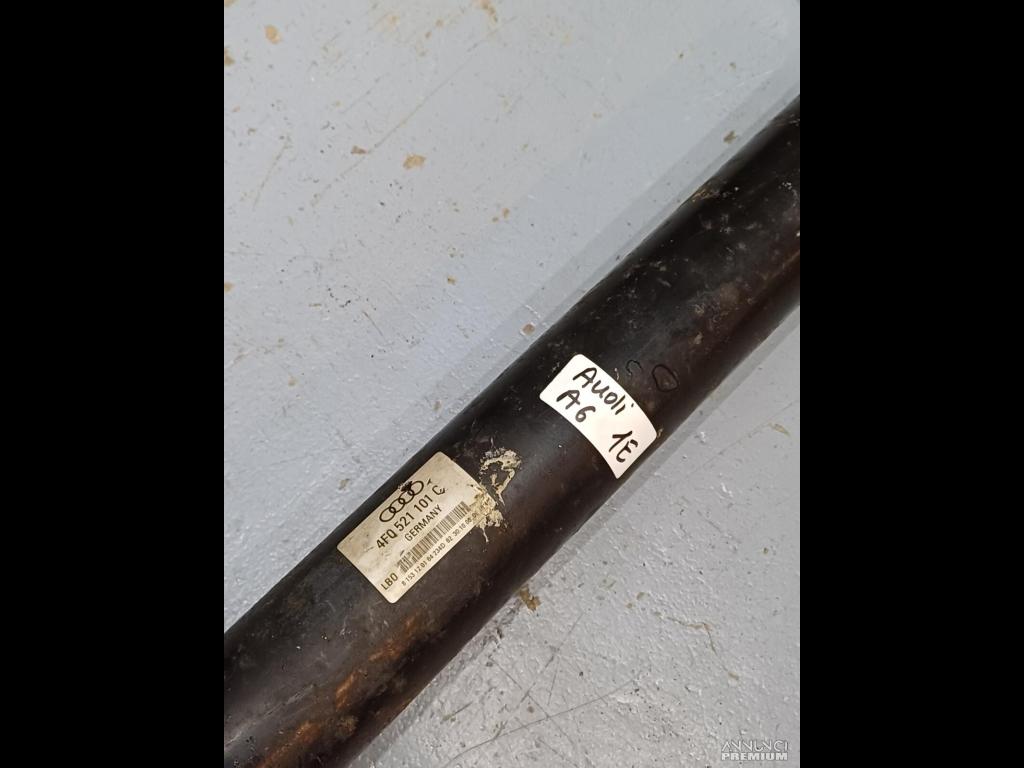 Audi
A6 1E
4F0 521 101 C
GERMANY
LBO
ANNUNCI
PREMIUM